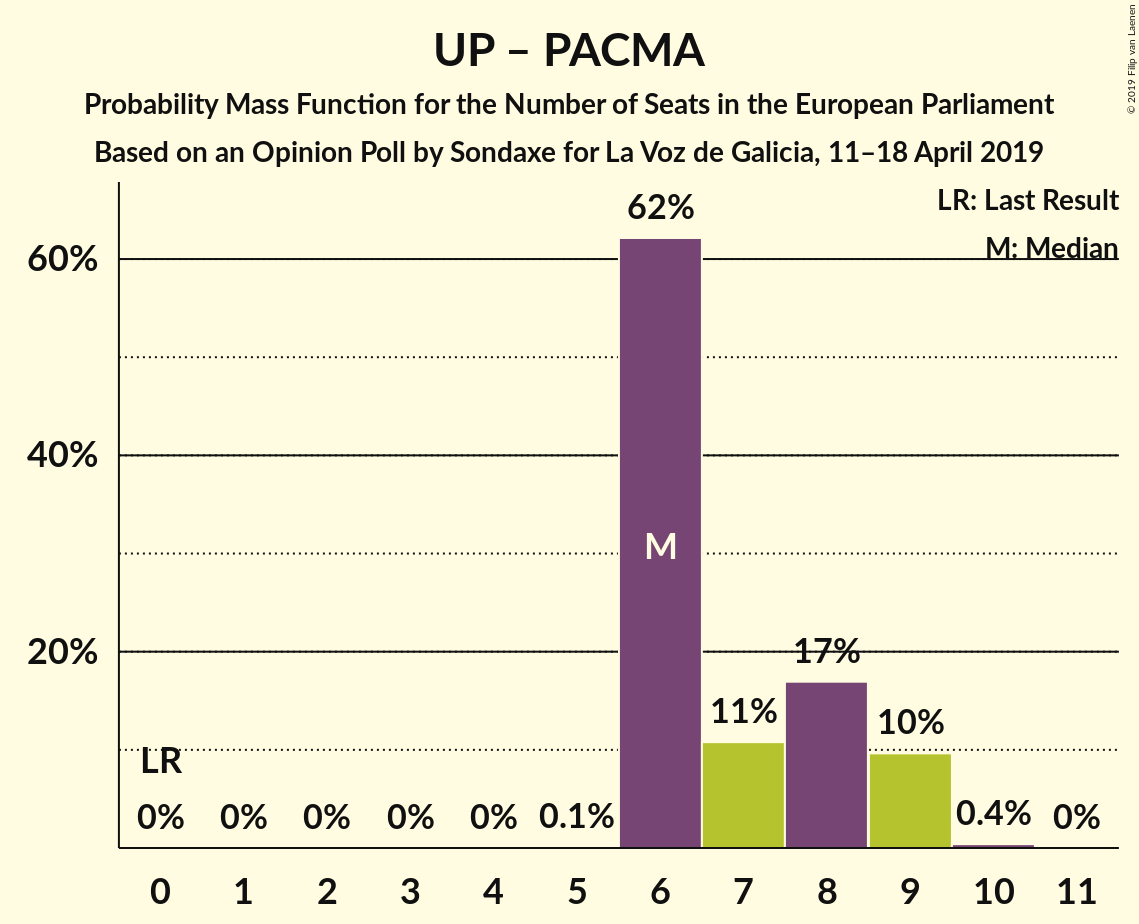 UP – PACMA
Probability Mass Function for the Number of Seats in the European Parliament
Based on an Opinion Poll by Sondaxe for La Voz de Galicia, 11–18 April 2019
© 2019 Filip van Laenen
LR: Last Result
M: Median
60%
40%
20%
62%
M
17%
11%
10%
LR
0%
0%
0%
0%
0%
0.1%
0.4%
0%
0 1 2 3 4 5 6 7 8 9 10 11